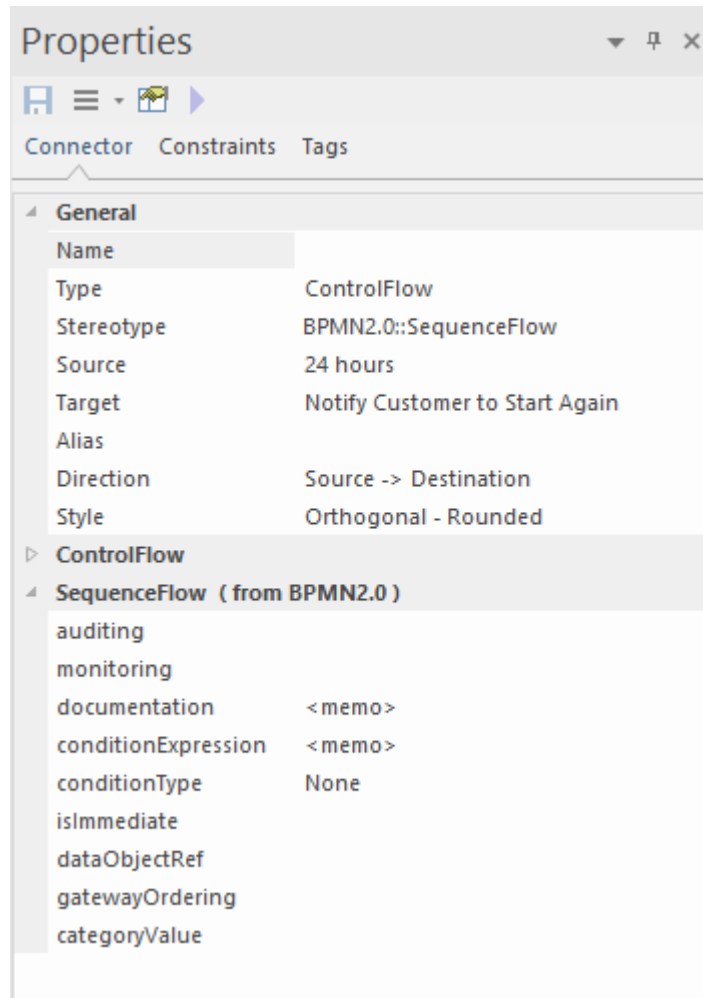 Properties
Connector Constraints Tags
General
Name
Type ControlFlow
Stereotype BPMN2.0::SequenceFlow
Source 24 hours
Target Notify Customer to Start Again
Alias
Direction Source -> Destination
Style Orthogonal - Rounded
ControlFlow
SequenceFlow ( from BPMN2.0 )
auditing
monitoring
documentation <memo>
conditionExpression <memo>
conditionType None
isImmediate
dataObjectRef
gatewayOrdering
categoryValue